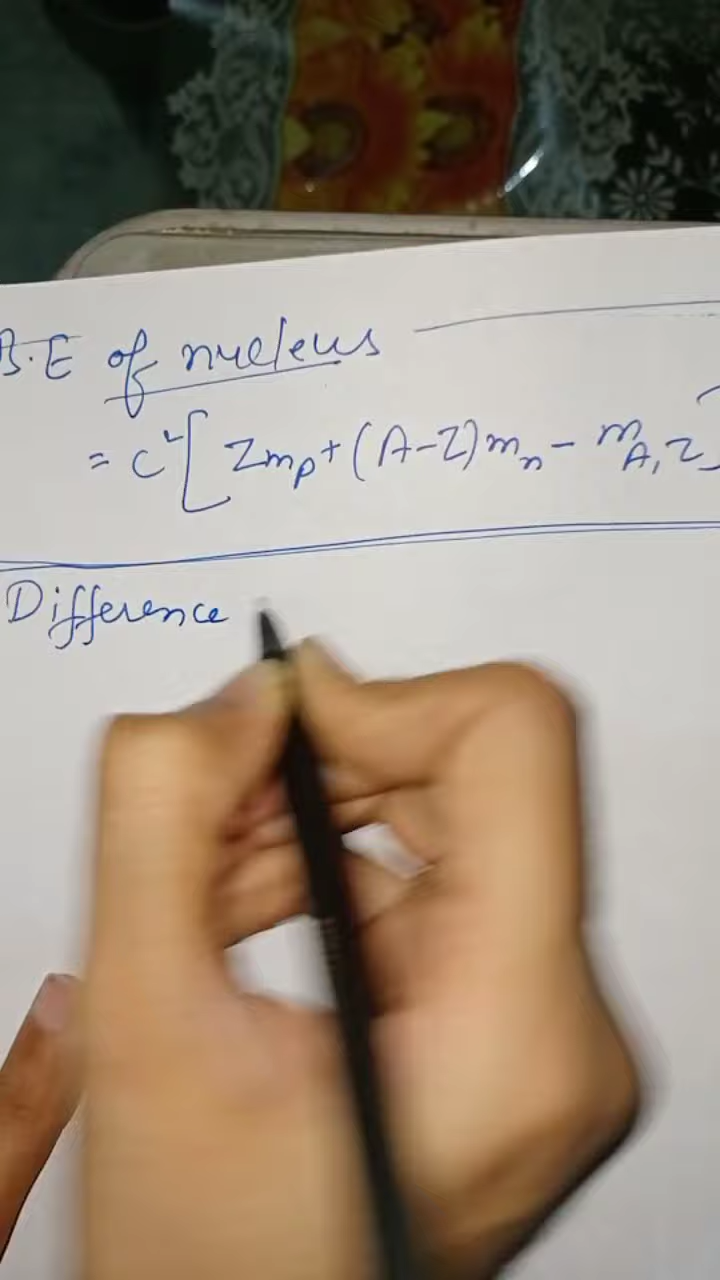 B.E of nucleus
= c²[Zmp+(A-Z)mn - mA,Z]
Difference